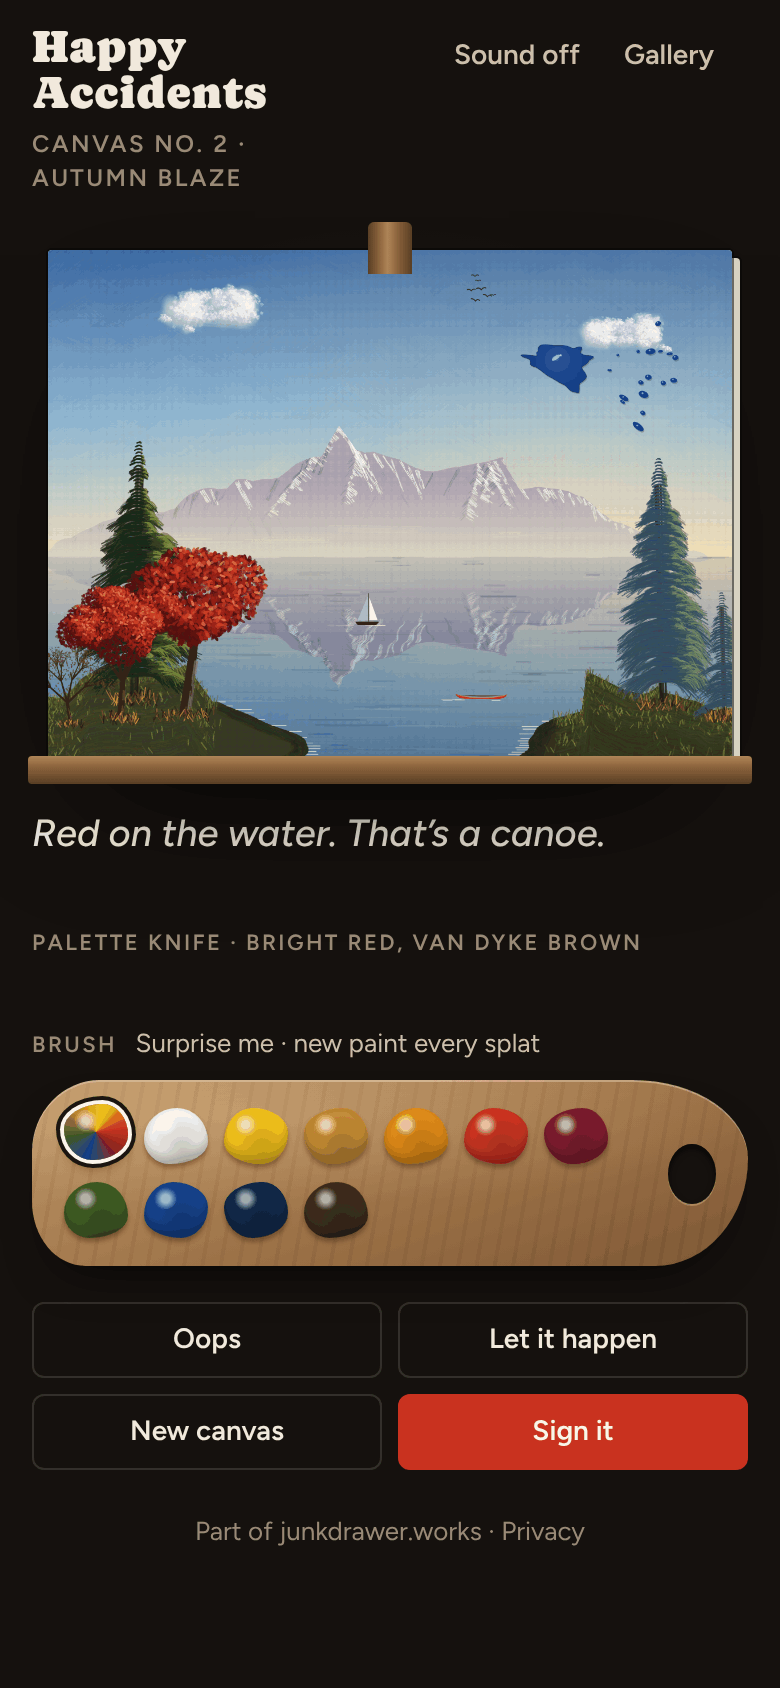 Happy
Accidents
Sound off
Gallery
CANVAS NO. 2 ·
AUTUMN BLAZE
Red on the water. That’s a canoe.
PALETTE KNIFE · BRIGHT RED, VAN DYKE BROWN
BRUSH Surprise me · new paint every splat
Oops
Let it happen
New canvas
Sign it
Part of junkdrawer.works · Privacy